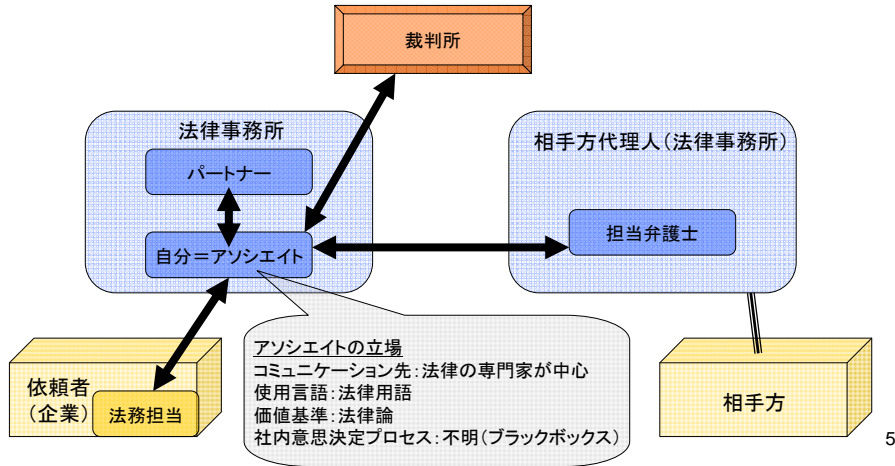 裁判所
法律事務所
パートナー
自分＝アソシエイト
相手方代理人（法律事務所）
担当弁護士
アソシエイトの立場
コミュニケーション先：法律の専門家が中心
使用言語：法律用語
価値基準：法律論
社内意思決定プロセス：不明（ブラックボックス）
依頼者
（企業）
法務担当
相手方
5